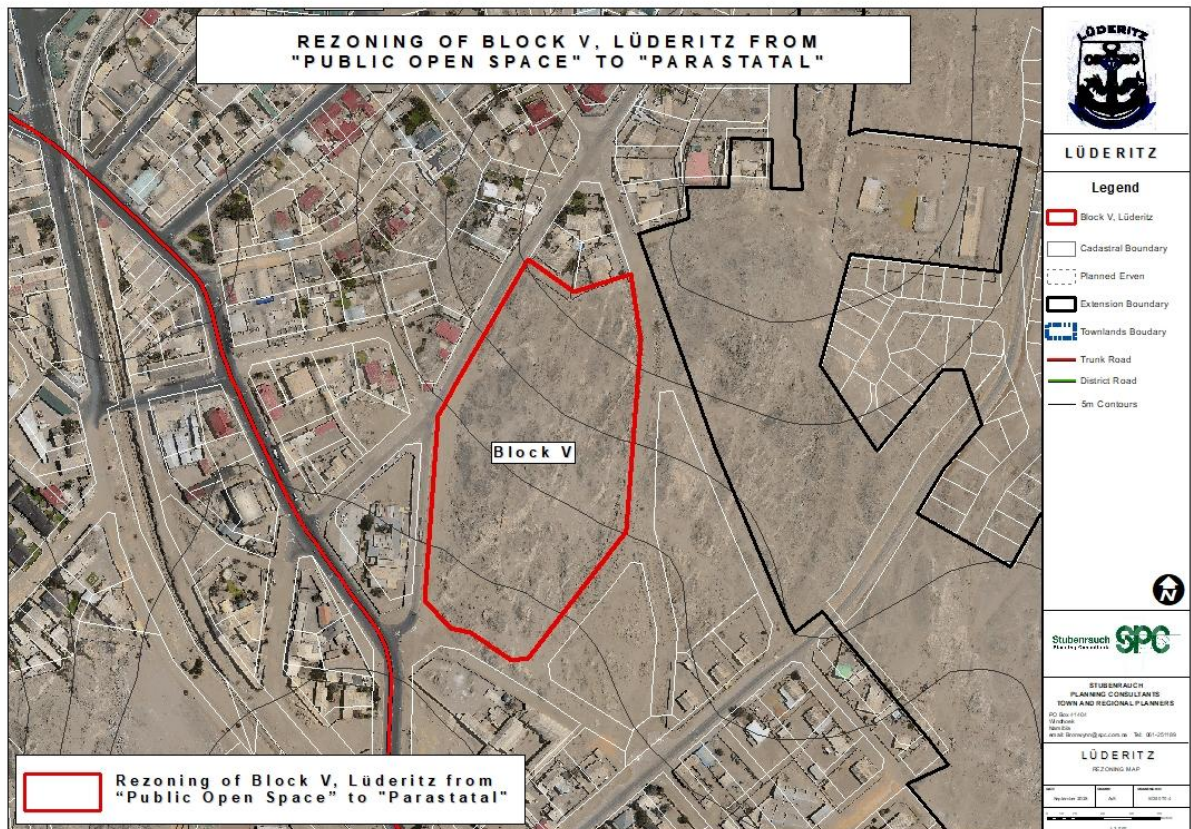 REZONING OF BLOCK V, LÜDERITZ FROM
"PUBLIC OPEN SPACE" TO "PARASTATAL"
Block V
Rezoning of Block V, Lüderitz from
“Public Open Space” to "Parastatal"
LÜDERITZ
LÜDERITZ
Legend
Block V, Lüderitz
Cadastral Boundary
Planned Erven
Extension Boundary
Townlands Boudary
Trunk Road
District Road
5m Contours
N
Stubenrauch SPC
Planning Consultants
STUBENRAUCH
PLANNING CONSULTANTS
TOWN AND REGIONAL PLANNERS
Windhoek
Namibia
LÜDERITZ
REZONING MAP